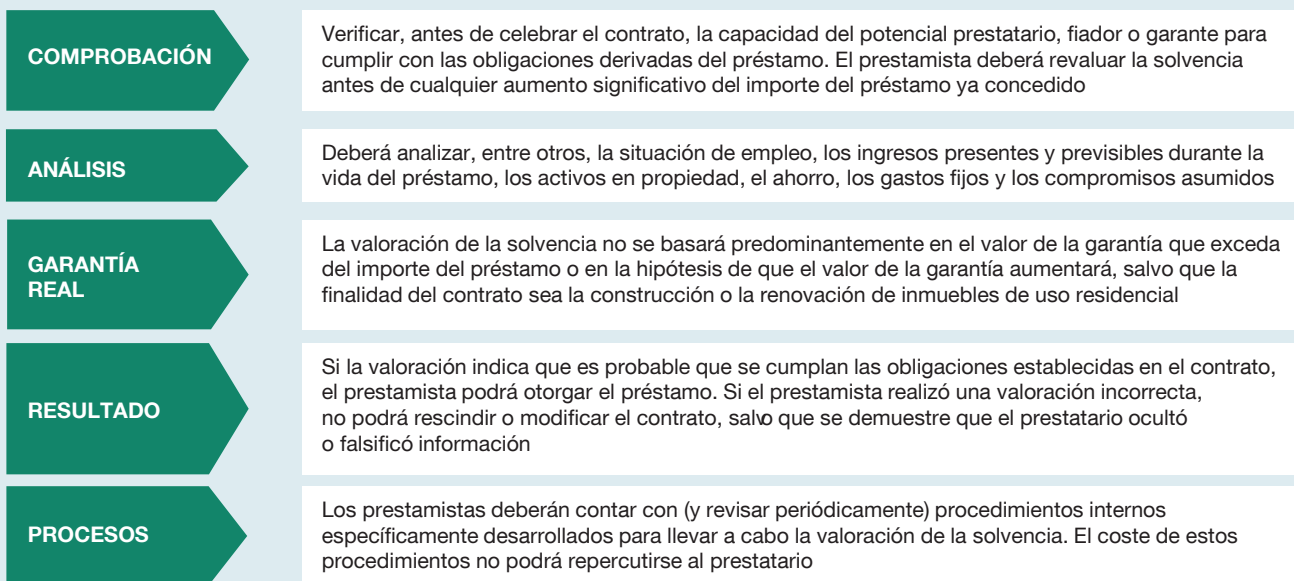 COMPROBACIÓN
Verificar, antes de celebrar el contrato, la capacidad del potencial prestatario, fiador o garante para
cumplir con las obligaciones derivadas del préstamo. El prestamista deberá revaluar la solvencia
antes de cualquier aumento significativo del importe del préstamo ya concedido
ANÁLISIS
Deberá analizar, entre otros, la situación de empleo, los ingresos presentes y previsibles durante la
vida del préstamo, los activos en propiedad, el ahorro, los gastos fijos y los compromisos asumidos
GARANTÍA
REAL
La valoración de la solvencia no se basará predominantemente en el valor de la garantía que exceda
del importe del préstamo o en la hipótesis de que el valor de la garantía aumentará, salvo que la
finalidad del contrato sea la construcción o la renovación de inmuebles de uso residencial
RESULTADO
Si la valoración indica que es probable que se cumplan las obligaciones establecidas en el contrato,
el prestamista podrá otorgar el préstamo. Si el prestamista realizó una valoración incorrecta,
no podrá rescindir o modificar el contrato, salvo que se demuestre que el prestatario ocultó
o falsificó información
PROCESOS
Los prestamistas deberán contar con (y revisar periódicamente) procedimientos internos
específicamente desarrollados para llevar a cabo la valoración de la solvencia. El coste de estos
procedimientos no podrá repercutirse al prestatario